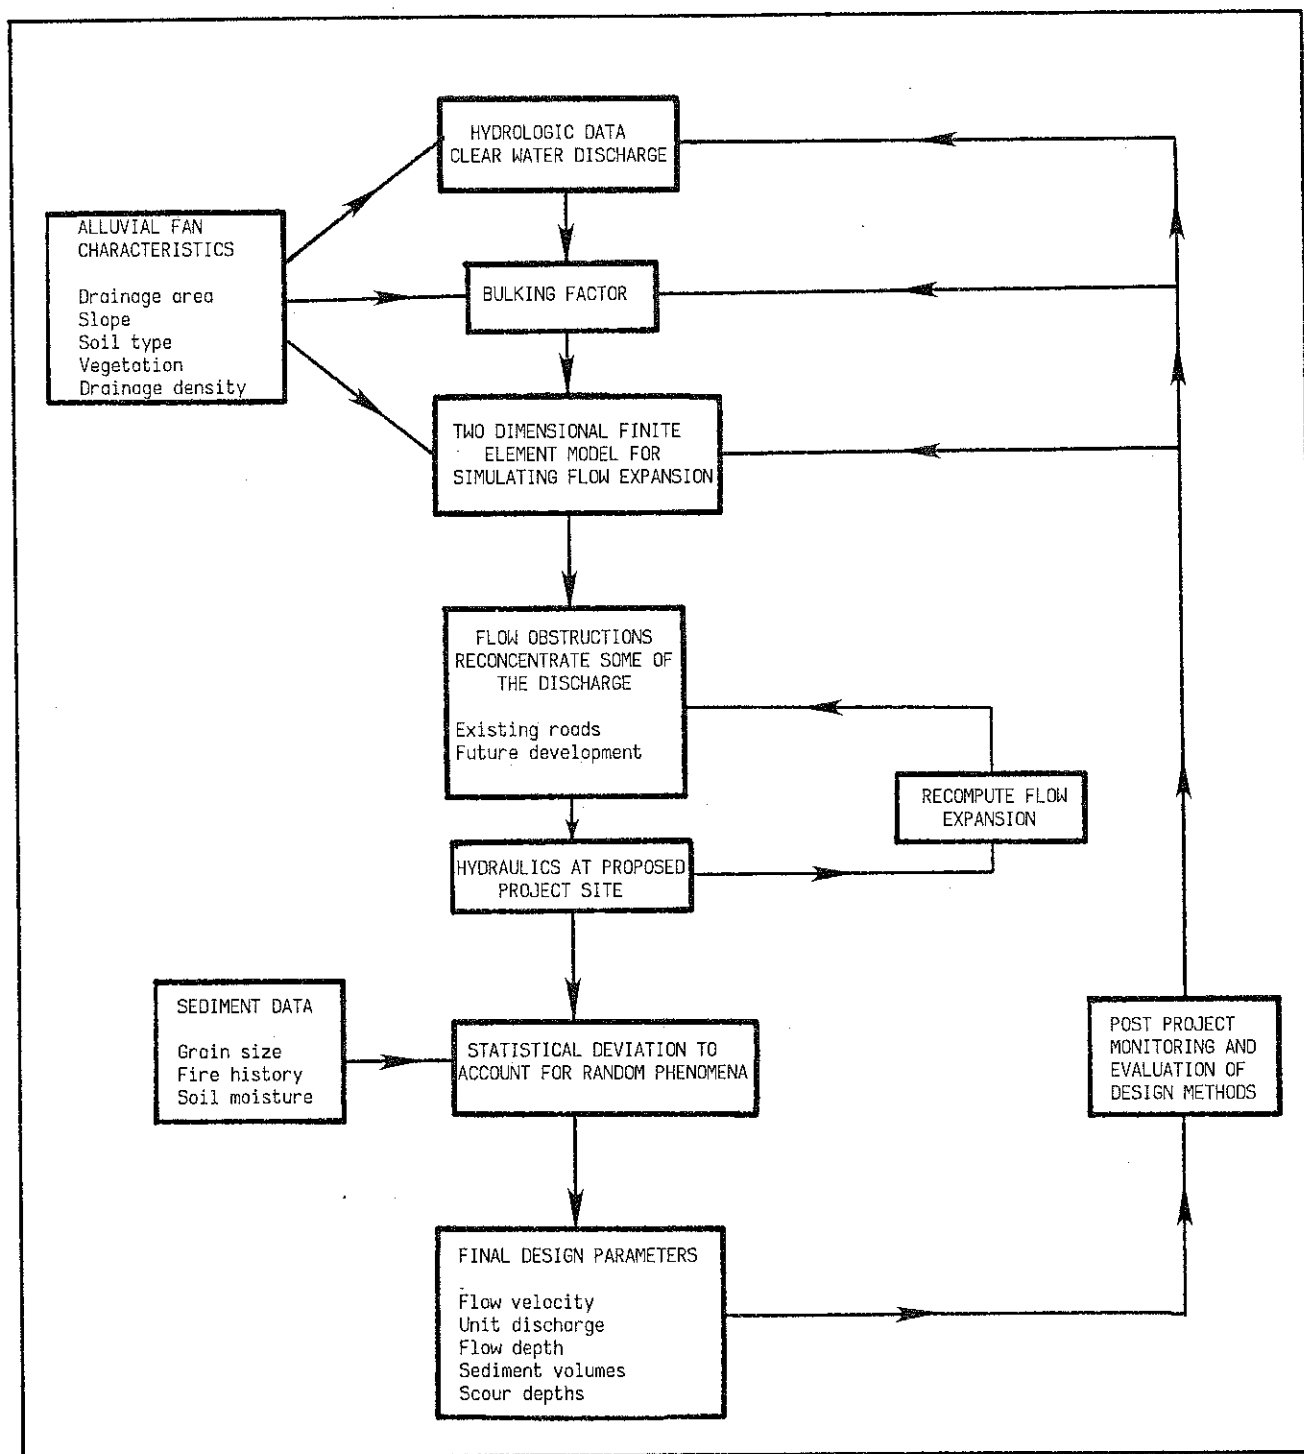 HYDROLOGIC DATA
CLEAR WATER DISCHARGE
ALLUVIAL FAN
CHARACTERISTICS
Drainage area
Slope
Soil type
Vegetation
Drainage density
BULKING FACTOR
TWO DIMENSIONAL FINITE
ELEMENT MODEL FOR
SIMULATING FLOW EXPANSION
FLOW OBSTRUCTIONS
RECONCENTRATE SOME OF
THE DISCHARGE
Existing roads
Future development
RECOMPUTE FLOW
EXPANSION
HYDRAULICS AT PROPOSED
PROJECT SITE
SEDIMENT DATA
Grain size
Fire history
Soil moisture
STATISTICAL DEVIATION TO
ACCOUNT FOR RANDOM PHENOMENA
POST PROJECT
MONITORING AND
EVALUATION OF
DESIGN METHODS
FINAL DESIGN PARAMETERS
Flow velocity
Unit discharge
Flow depth
Sediment volumes
Scour depths